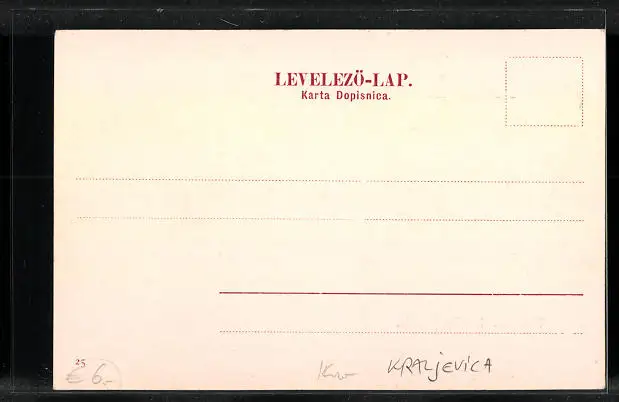 LEVELEZÖ-LAP.
Karta Dopisnica.
25
€ 6.-
KRALJEVICA